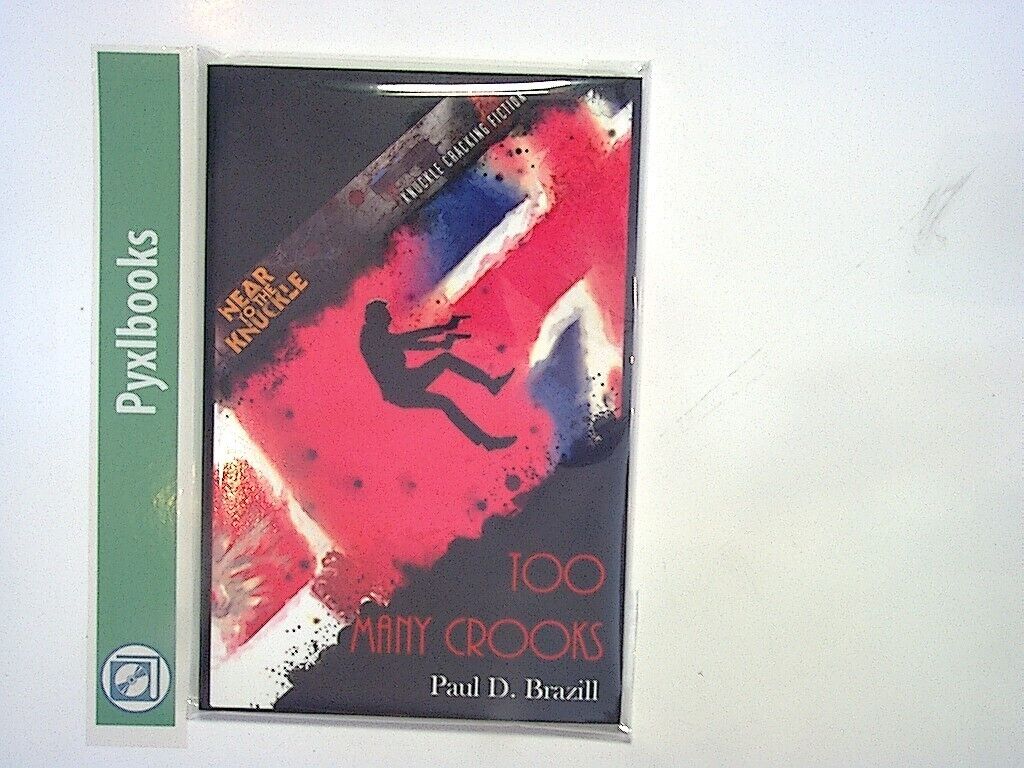 Pyxlbooks
KNUCKLE CRACKING FICTION
NEAR
TO THE
KNUCKLE
TOO
MANY CROOKS
Paul D. Brazill